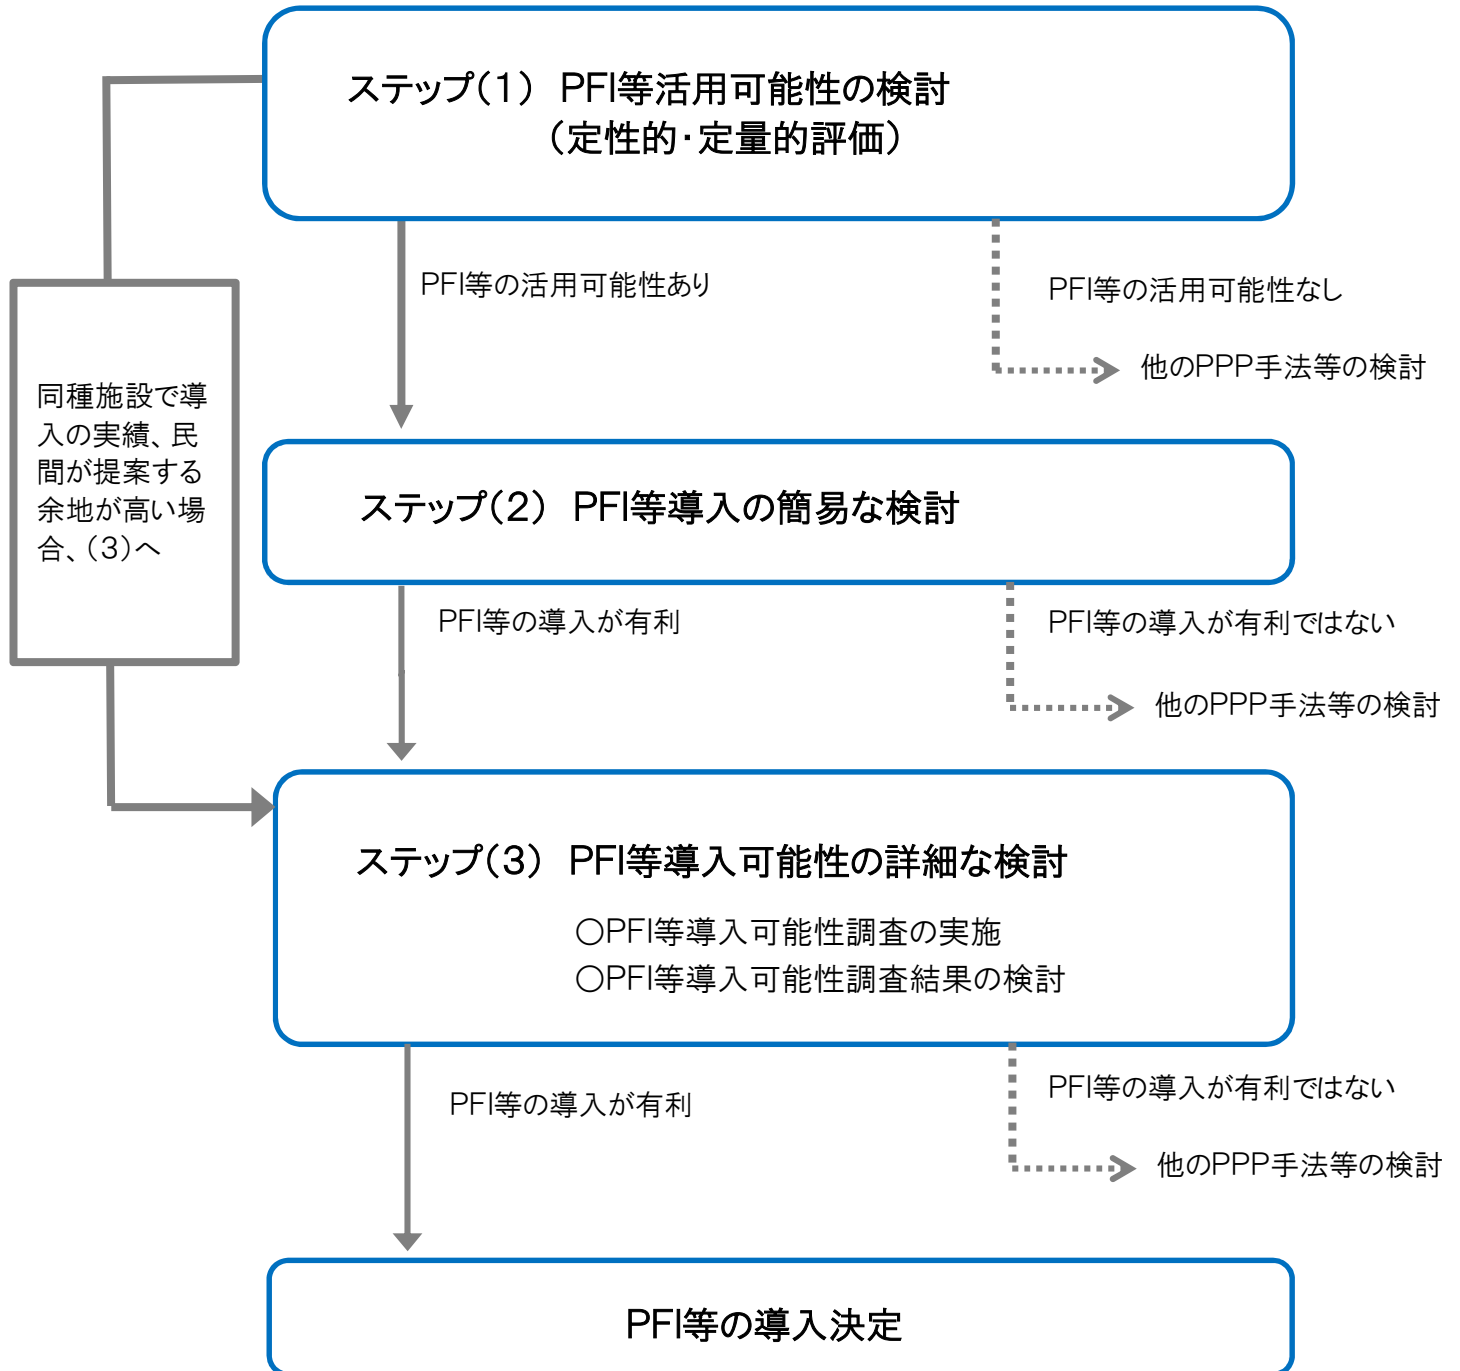 ステップ(1) PFI等活用可能性の検討
(定性的・定量的評価)
PFI等の活用可能性あり
PFI等の活用可能性なし
他のPPP手法等の検討
同種施設で導
入の実績、民
間が提案する
余地が高い場
合、(3)へ
ステップ(2) PFI等導入の簡易な検討
PFI等の導入が有利
PFI等の導入が有利ではない
他のPPP手法等の検討
ステップ(3) PFI等導入可能性の詳細な検討
○PFI等導入可能性調査の実施
○PFI等導入可能性調査結果の検討
PFI等の導入が有利
PFI等の導入が有利ではない
他のPPP手法等の検討
PFI等の導入決定